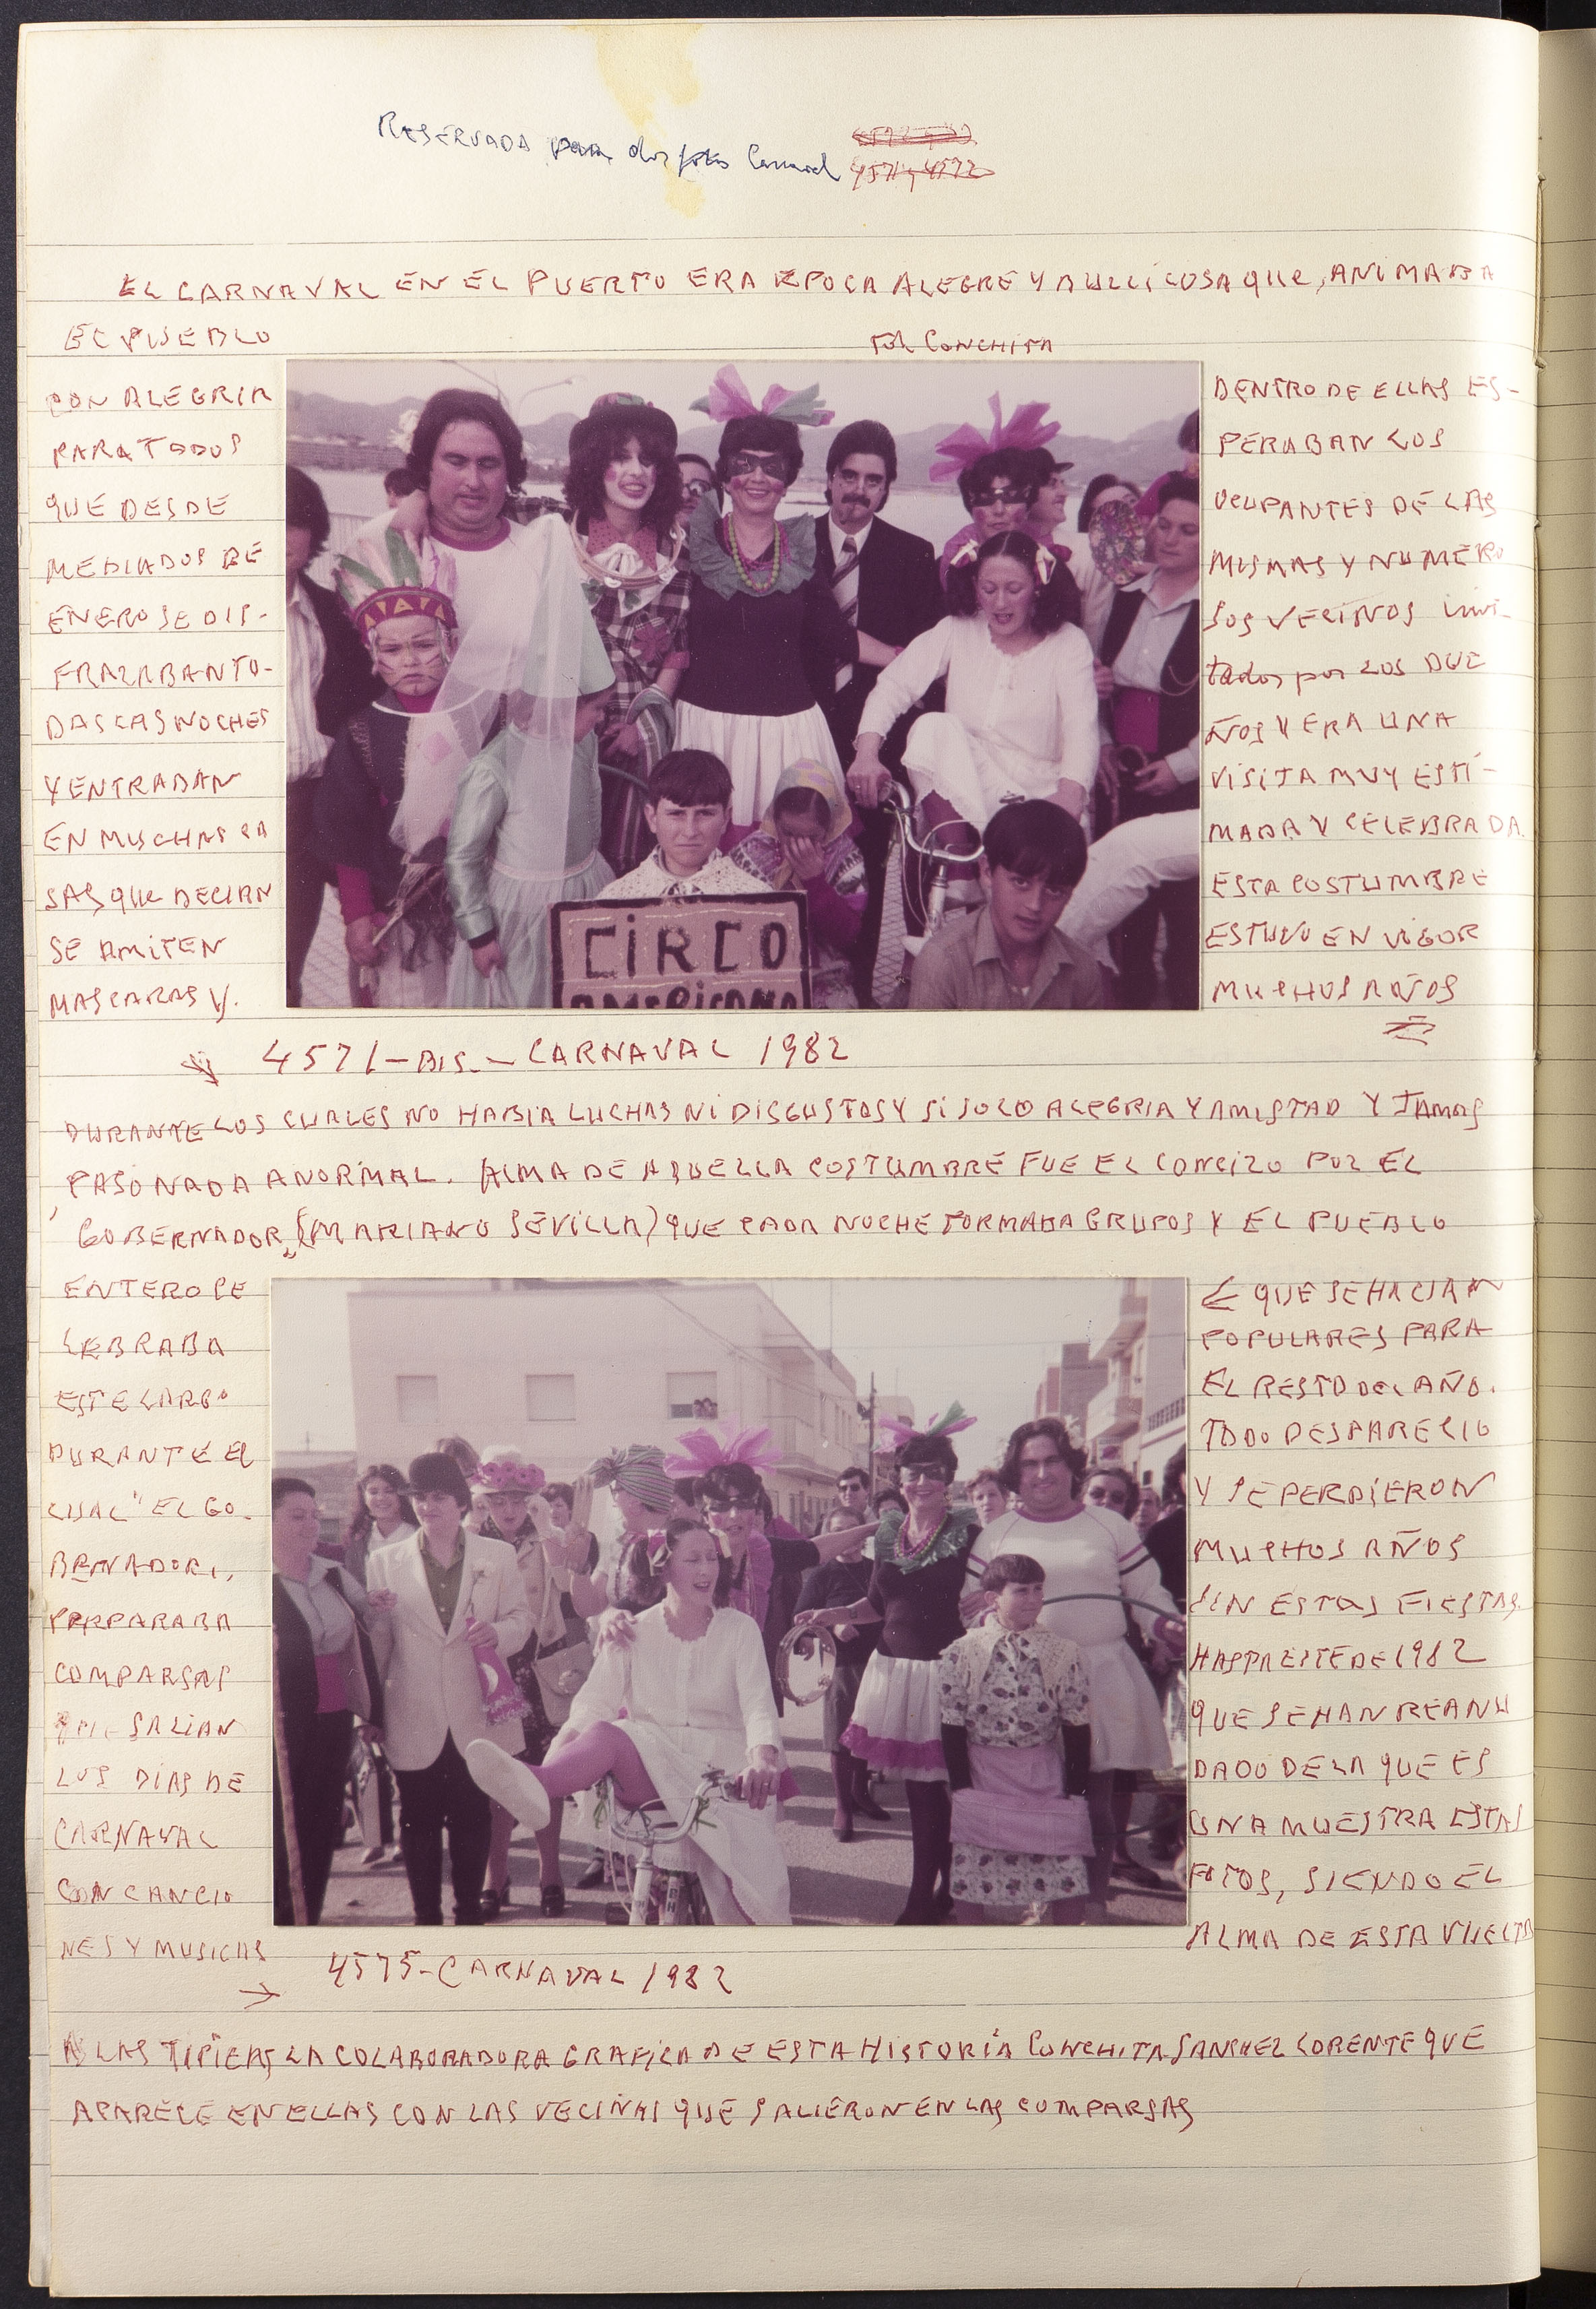 RESERVADA para dos fotos Carnaval
4571 y 4572
EL CARNAVAL EN EL PUERTO ERA EPOCA ALEGRE Y BULLICIOSA QUE, ANIMABA
EL PUEBLO
POR CONCHITA
CON ALEGRIA
PARA TODOS
QUE DESDE
MEDIADOS DE
ENERO SE DIS-
FRAZABAN TO-
DAS LAS NOCHES
Y ENTRABAN
EN MUCHAS CA
SAS QUE DECIAN
SE AMITEN
MASCARAS Y.
DENTRO DE ELLAS ES-
PERABAN LOS
OCUPANTES DE LAS
MISMAS Y NUMERO
SOS VECINOS invi-
tados por LOS DUE
ÑOS Y ERA UNA
VISITA MUY ESTI-
MADA Y CELEBRADA.
ESTA COSTUMBRE
ESTUVO EN VIGOR
MUCHOS AÑOS
CIRCO
AMERICANO
4571-BIS.-CARNAVAL 1982
DURANTE LOS CUALES NO HABIA LUCHAS NI DISGUSTOS Y SI SOLO ALEGRIA Y AMISTAD Y JAMAS
PASO NADA ANORMAL. ALMA DE AQUELLA COSTUMBRE FUE EL CONCIZO POR EL
GOBERNADOR, (MARIANO SEVILLA) QUE CADA NOCHE FORMABA GRUPOS Y EL PUEBLO
ENTERO CE
LEBRABA
ESTE LARGO
DURANTE EL
CUAL "EL GO-
BRNADOR,,
PRPARABA
COMPARSAS
QUE SALIAN
LOS DIAS DE
CARNAVAL
CON CANCIO
NES Y MUSICAS
QUE SE HACIAN
POPULARES PARA
EL RESTO DEL AÑO.
TODO DESPARECIO
Y SE PERDIERON
MUCHOS AÑOS
SIN ESTAS FIESTAS
HASTA ESTE DE 1982
QUE SE HAN REANU
DADO DE LA QUE ES
UNA MUESTRA ESTAS
FOTOS, SIENDO EL
ALMA DE ESTA VUELTA
4575-CARNAVAL 1982
A LAS TIPICAS LA COLABORADORA GRAFICA DE ESTA HISTORIA CONCHITA SANCHEZ LORENTE QUE
APARECE EN ELLAS CON LAS VECINAS QUE SALIERON EN LAS COMPARSAS